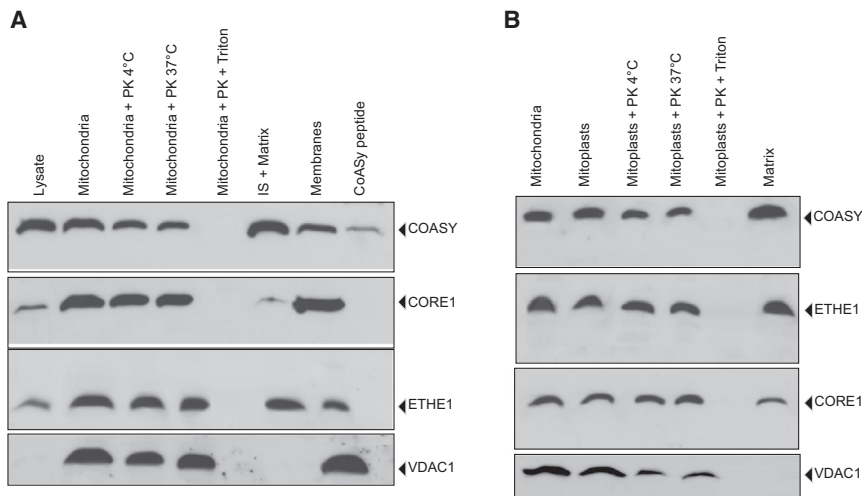 A
Lysate
Mitochondria
Mitochondria + PK 4°C
Mitochondria + PK 37°C
Mitochondria + PK + Triton
IS + Matrix
Membranes
CoASy peptide
COASY
CORE1
ETHE1
VDAC1
B
Mitochondria
Mitoplasts
Mitoplasts + PK 4°C
Mitoplasts + PK 37°C
Mitoplasts + PK + Triton
Matrix
COASY
ETHE1
CORE1
VDAC1